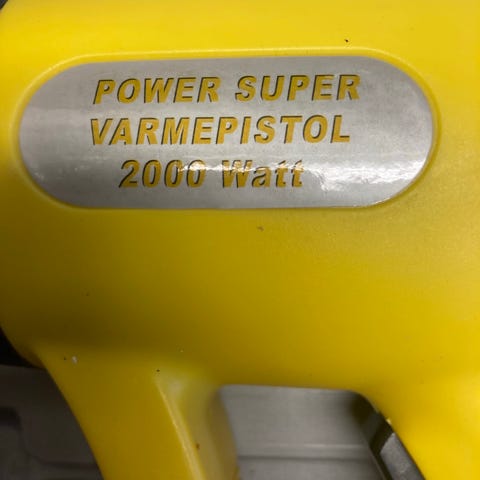 POWER SUPER
VARMEPISTOL
2000 Watt